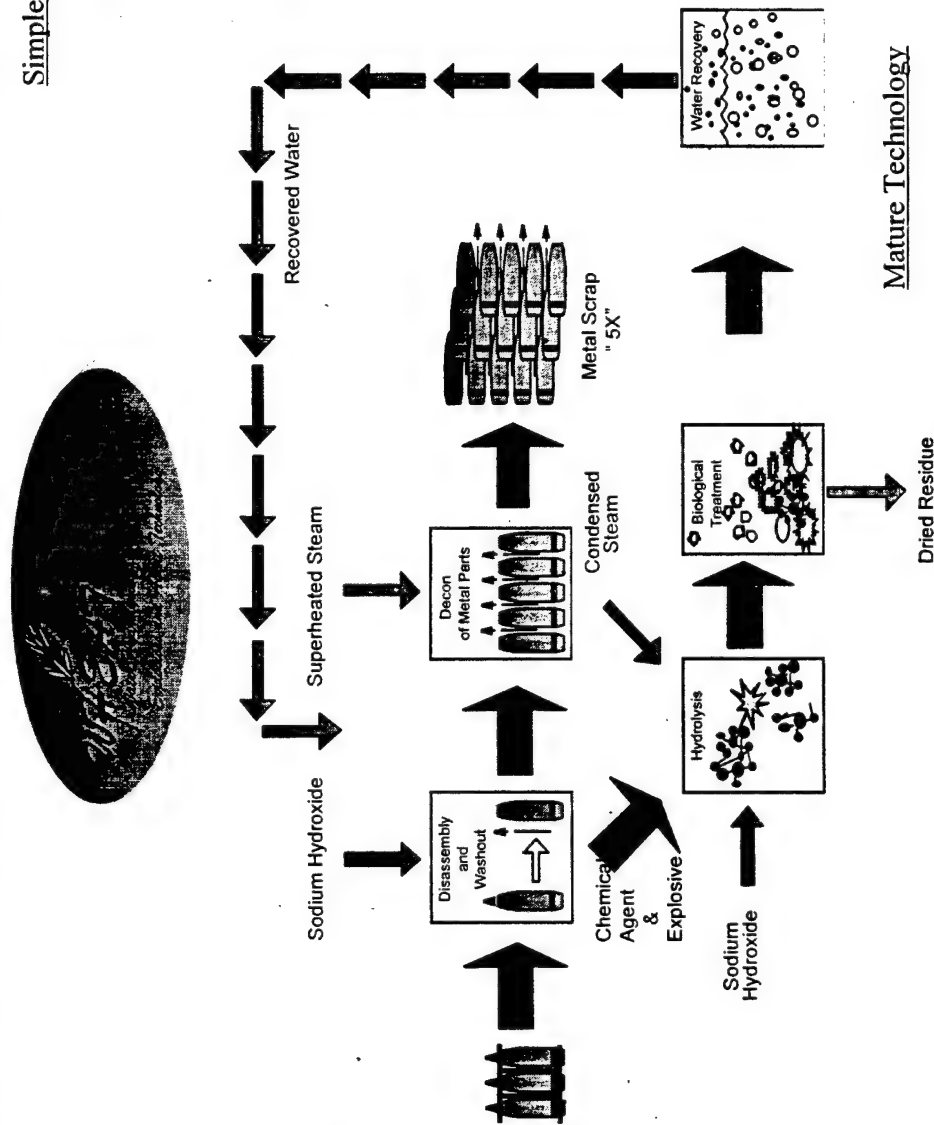 Simple
Recovered Water
Sodium Hydroxide
Superheated Steam
Disassembly
and
Washout
Decon
of Metal Parts
Metal Scrap
" 5X"
Chemical
Agent
&
Explosive
Condensed
Steam
Sodium
Hydroxide
Hydrolysis
Biological
Treatment
Water Recovery
Dried Residue
Mature Technology